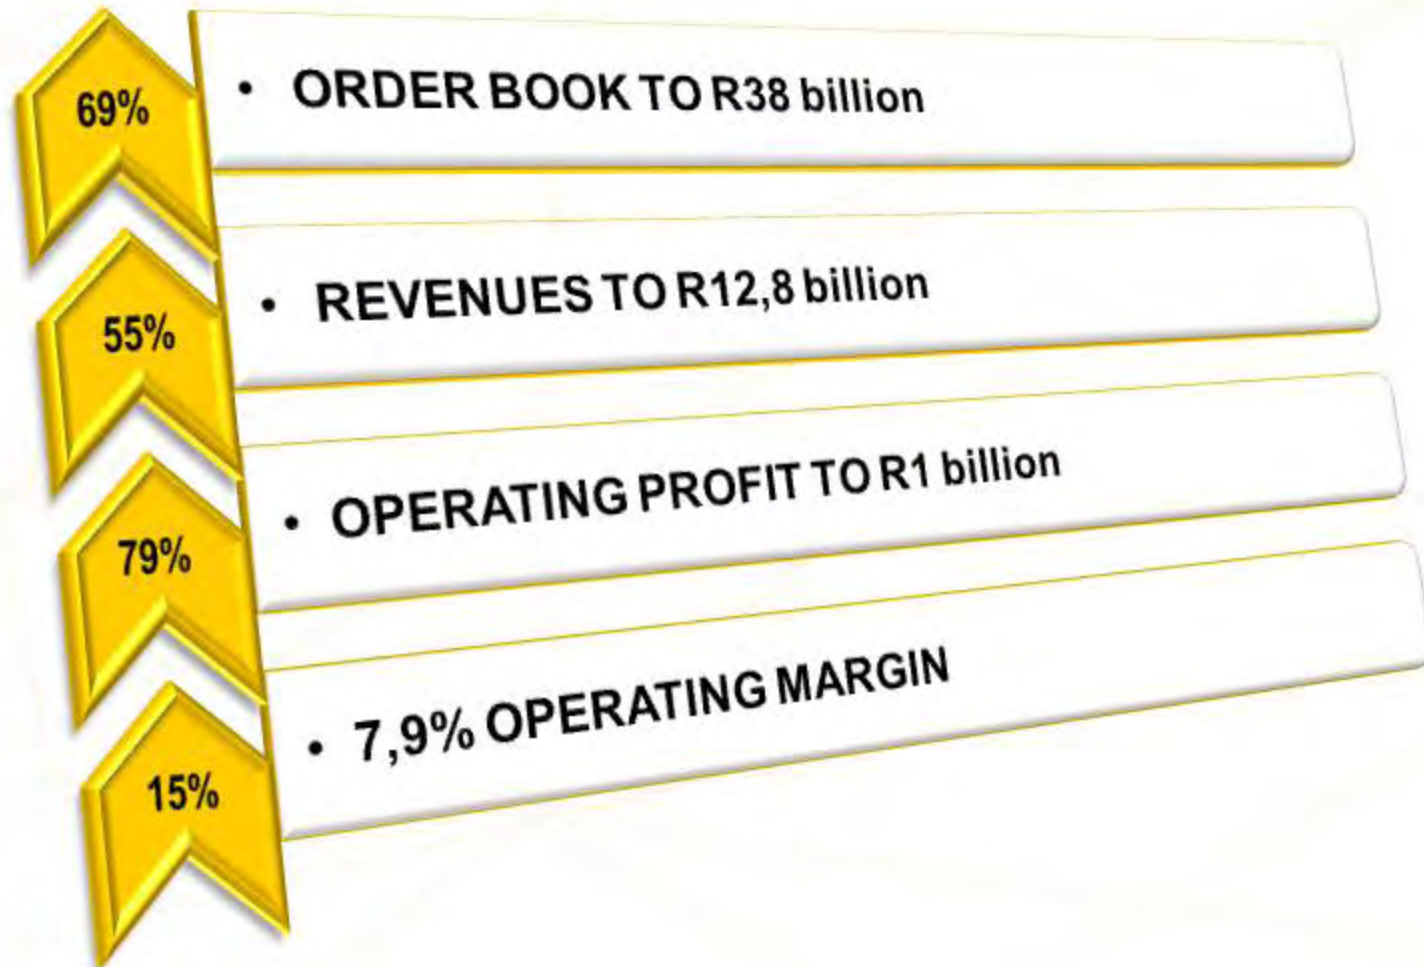 69%
• ORDER BOOK TO R38 billion
55%
• REVENUES TO R12,8 billion
79%
• OPERATING PROFIT TO R1 billion
15%
• 7,9% OPERATING MARGIN